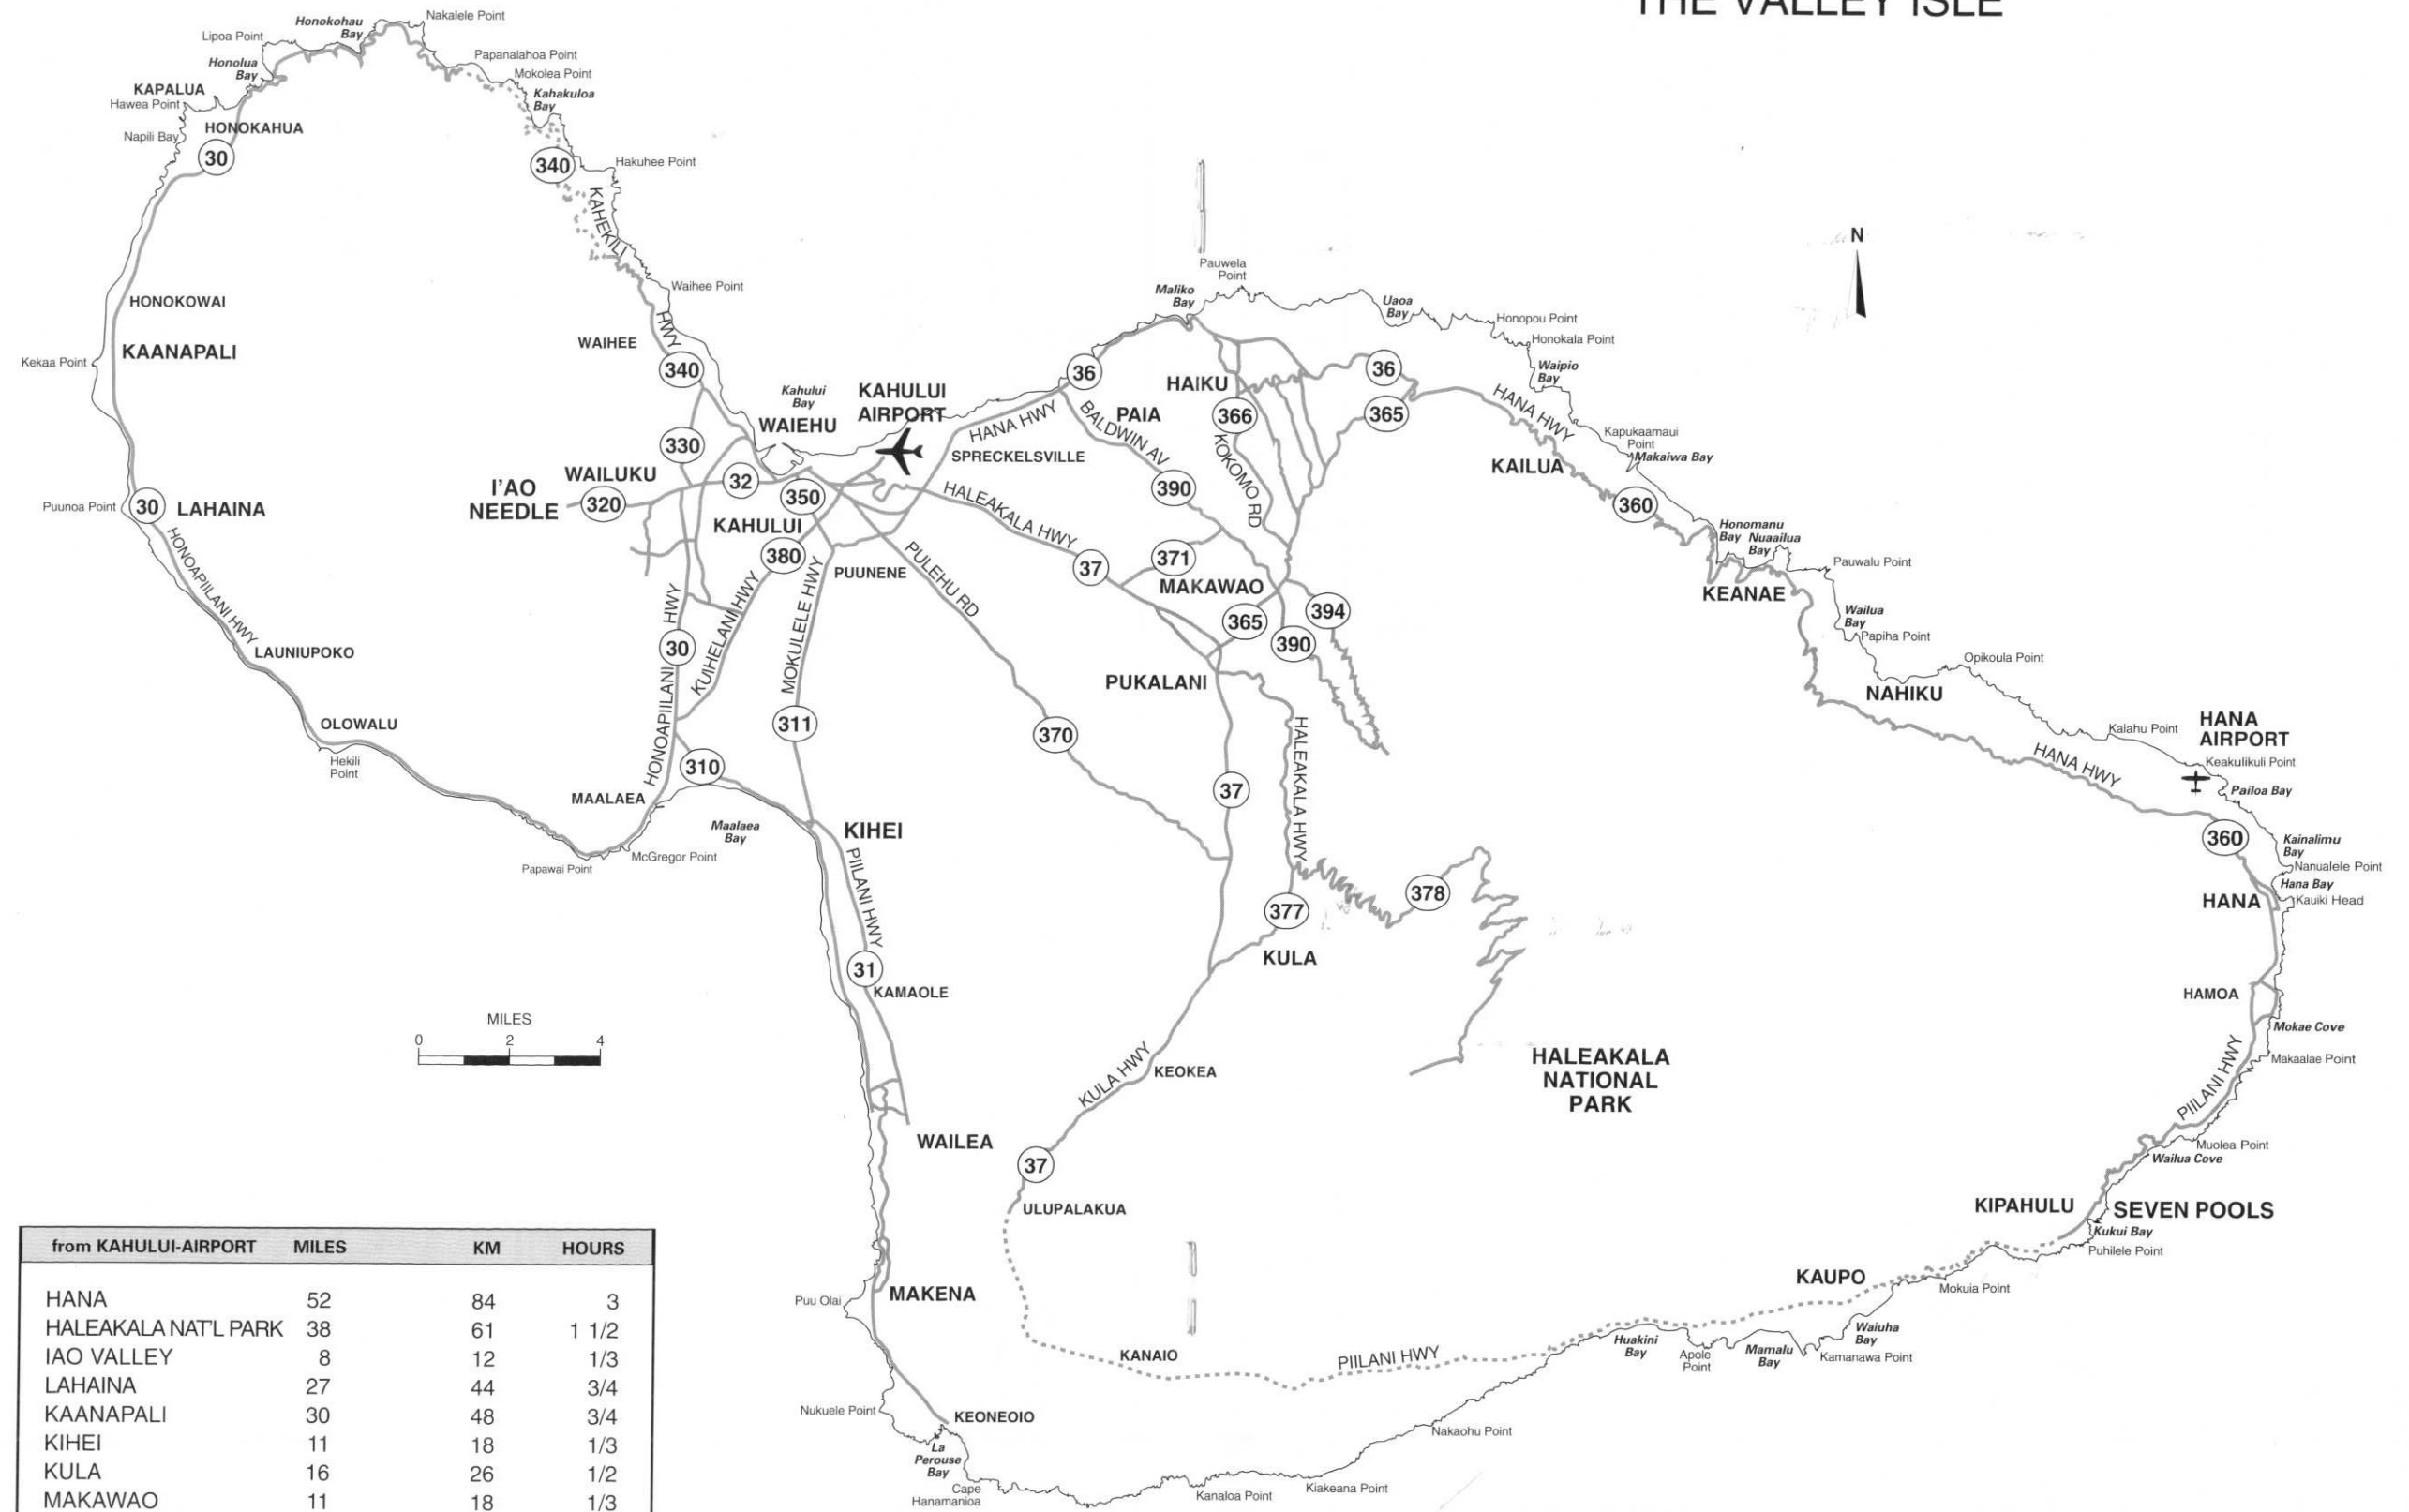 THE VALLEY ISLE
Nakalele Point
Honokohau
Bay
Lipoa Point
Papanalahoa Point
Honolua
Bay
Mokolea Point
KAPALUA
Kahakuloa
Bay
Hawea Point
HONOKAHUA
Napili Bay
30
340
Hakuhee Point
KAHEKILI
HWY
N
Pauwela
Point
Waihee Point
Maliko
Bay
Uaoa
Bay
HONOKOWAI
Honopou Point
Honokala Point
WAIHEE
KAANAPALI
Kekaa Point
340
36
36
Waipio
Bay
Kahului
Bay
KAHULUI
AIRPORT
HAIKU
WAIEHU
BALDWIN AV
PAIA
366
365
HANA HWY
HANA HWY
Kapukaamaui
Point
Makaiwa Bay
330
SPRECKELSVILLE
KOKOMO RD
KAILUA
WAILUKU
I'AO
NEEDLE
320
32
350
HALEAKALA HWY
390
360
Puunoa Point
30
LAHAINA
KAHULUI
Honomanu
Bay
Nuaailua
Bay
HONOAPIILANI HWY
380
PULEHU RD
37
371
Pauwalu Point
PUUNENE
MAKAWAO
KEANAE
HWY
KUIHELANI HWY
MOKULELE HWY
365
394
Wailua
Bay
Papiha Point
LAUNIUPOKO
30
390
Opikoula Point
PUKALANI
NAHIKU
HONOAPIILANI
OLOWALU
311
370
HALEAKALA HWY
Kalahu Point
HANA
AIRPORT
Hekili
Point
310
HANA HWY
Keakulikuli Point
MAALAEA
37
Pailoa Bay
Maalaea
Bay
KIHEI
360
Kainalimu
Bay
McGregor Point
Papawai Point
PIILANI HWY
Nanualele Point
378
Hana Bay
377
HANA
Kauiki Head
KULA
31
KAMAOLE
HAMOA
MILES
0
2
4
Mokae Cove
KULA HWY
KEOKEA
HALEAKALA
NATIONAL
PARK
Makaalae Point
PIILANI HWY
WAILEA
Muolea Point
Wailua Cove
37
ULUPALAKUA
KIPAHULU
SEVEN POOLS
Kukui Bay
Puhilele Point
KAUPO
Mokuia Point
MAKENA
Puu Olai
Waiuha
Bay
Huakini
Bay
Apole
Point
Mamalu
Bay
Kamanawa Point
KANAIO
PIILANI HWY
Nukuele Point
KEONEOIO
Nakaohu Point
La
Perouse
Bay
Cape
Hanamanioa
Kanaloa Point
Kiakeana Point
from KAHULUI-AIRPORT MILES KM HOURS
HANA 52 84 3
HALEAKALA NAT'L PARK 38 61 1 1/2
IAO VALLEY 8 12 1/3
LAHAINA 27 44 3/4
KAANAPALI 30 48 3/4
KIHEI 11 18 1/3
KULA 16 26 1/2
MAKAWAO 11 18 1/3